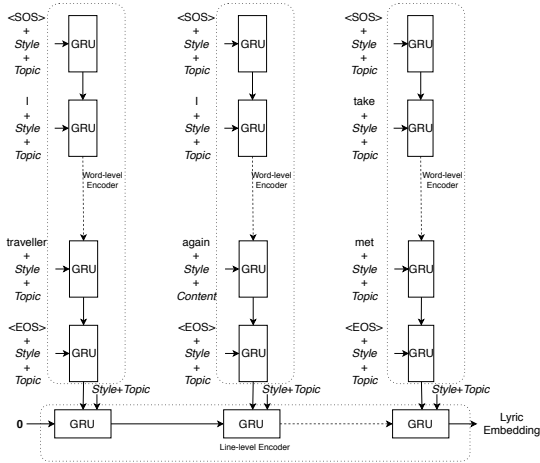 <SOS>
+
Style
+
Topic
GRU
I
+
Style
+
Topic
GRU
Word-level
Encoder
traveller
+
Style
+
Topic
GRU
<EOS>
+
Style
+
Topic
GRU
Style+Topic
<SOS>
+
Style
+
Topic
GRU
I
+
Style
+
Topic
GRU
Word-level
Encoder
again
+
Style
+
Content
GRU
<EOS>
+
Style
+
Topic
GRU
Style+Topic
<SOS>
+
Style
+
Topic
GRU
take
+
Style
+
Topic
GRU
Word-level
Encoder
met
+
Style
+
Topic
GRU
<EOS>
+
Style
+
Topic
GRU
Style+Topic
0
GRU
GRU
GRU
Lyric
Embedding
Line-level Encoder